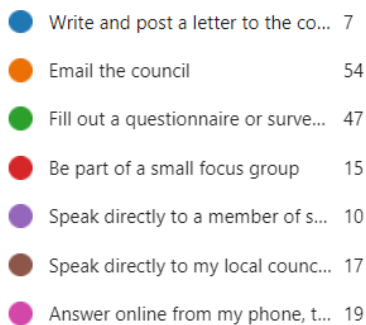 Write and post a letter to the co... 7
Email the council 54
Fill out a questionnaire or surve... 47
Be part of a small focus group 15
Speak directly to a member of s... 10
Speak directly to my local counc... 17
Answer online from my phone, t... 19